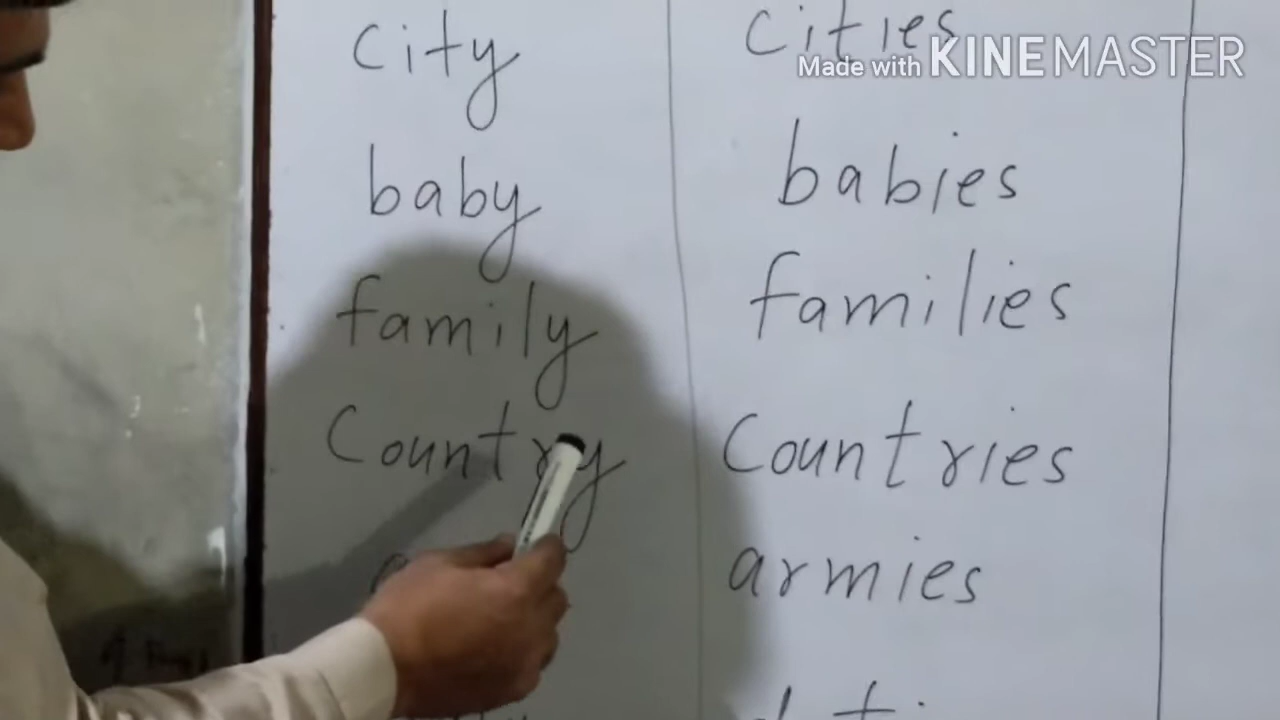 city cities
Made with KINEMASTER
baby babies
family families
Country Countries
armies